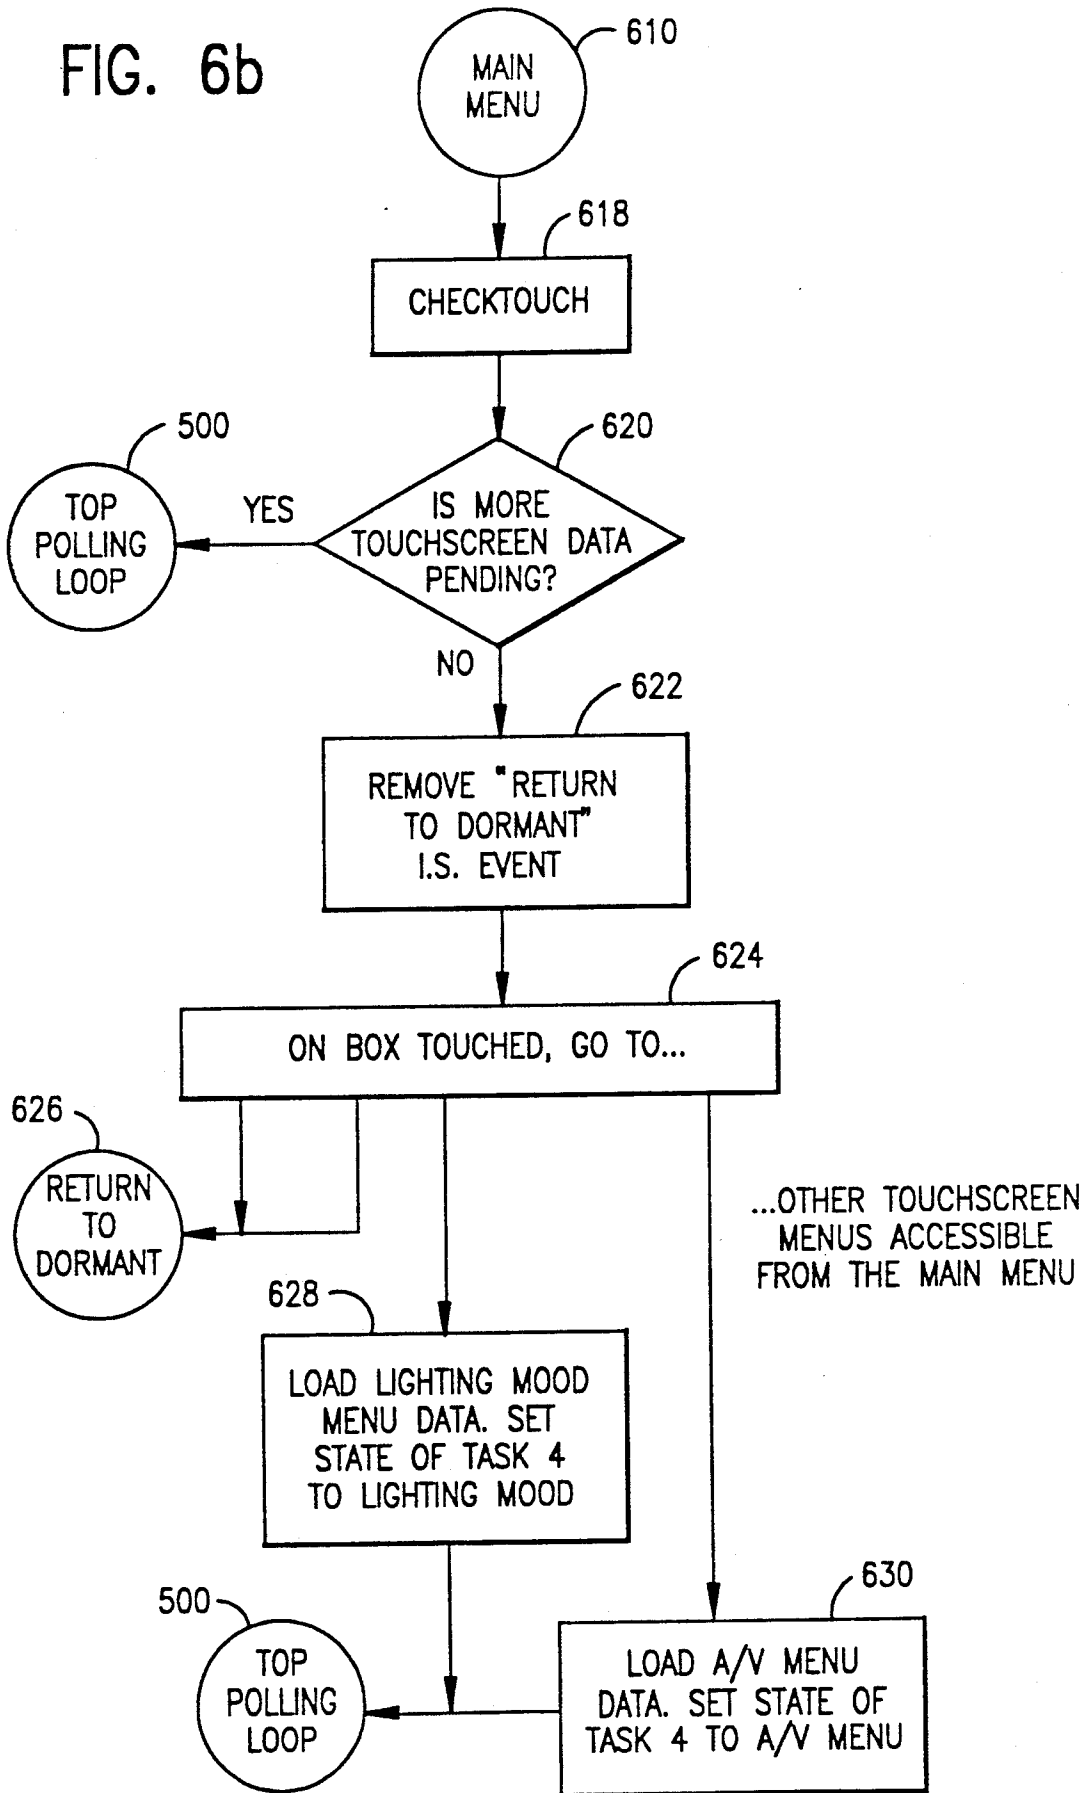 FIG. 6b
610
MAIN
MENU
618
CHECKTOUCH
500
620
TOP
POLLING
LOOP
YES
IS MORE
TOUCHSCREEN DATA
PENDING?
NO
622
REMOVE "RETURN
TO DORMANT"
I.S. EVENT
624
ON BOX TOUCHED, GO TO...
626
RETURN
TO
DORMANT
...OTHER TOUCHSCREEN
MENUS ACCESSIBLE
FROM THE MAIN MENU
628
LOAD LIGHTING MOOD
MENU DATA. SET
STATE OF TASK 4
TO LIGHTING MOOD
630
500
TOP
POLLING
LOOP
LOAD A/V MENU
DATA. SET STATE OF
TASK 4 TO A/V MENU